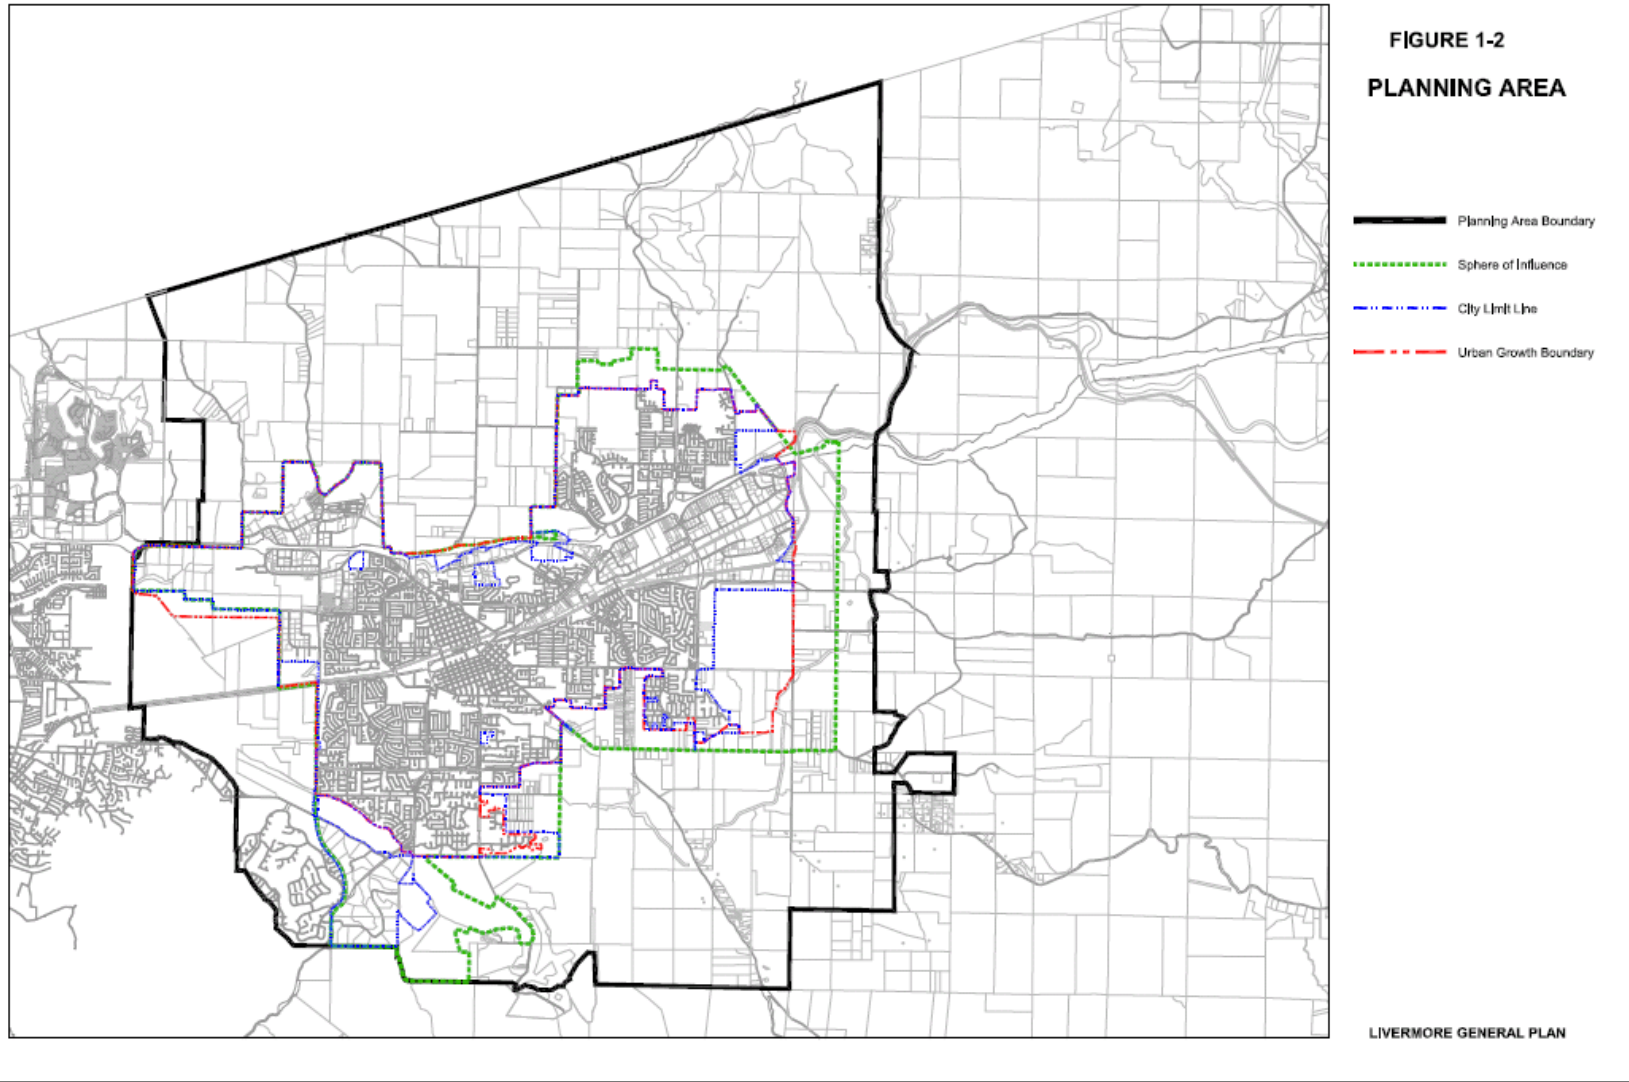 FIGURE 1-2
PLANNING AREA
Planning Area Boundary
Sphere of Influence
City Limit Line
Urban Growth Boundary
LIVERMORE GENERAL PLAN